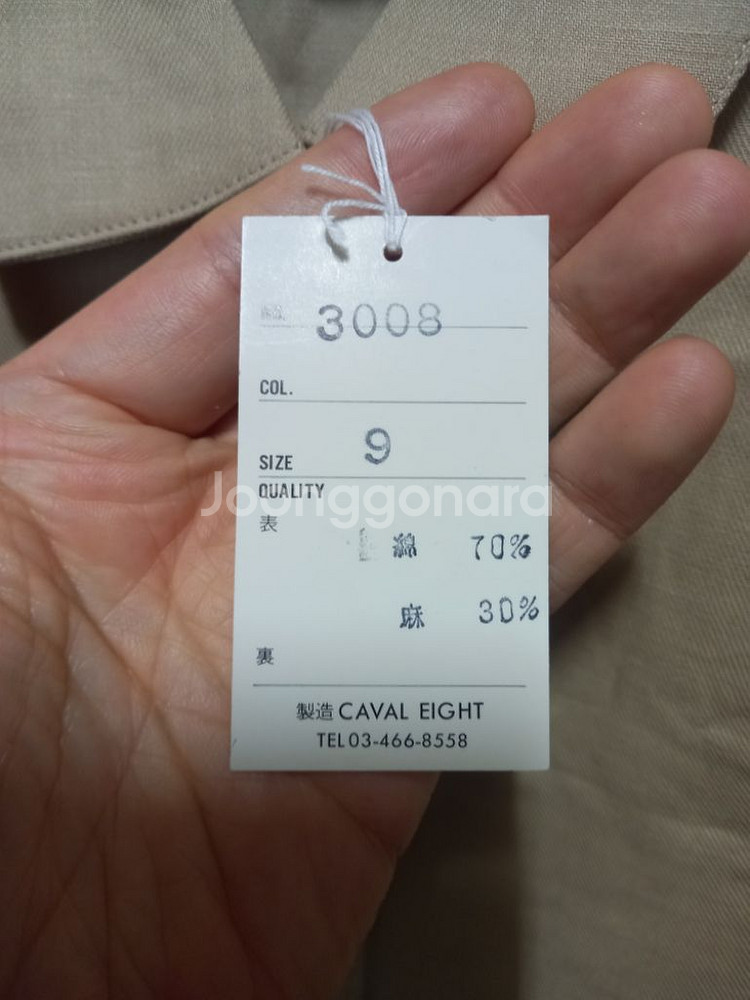 NO. 3008
COL.
SIZE 9
QUALITY
Joonggonara
表
綿 70%
麻 30%
裏
製造 CAVAL EIGHT
TEL 03-466-8558